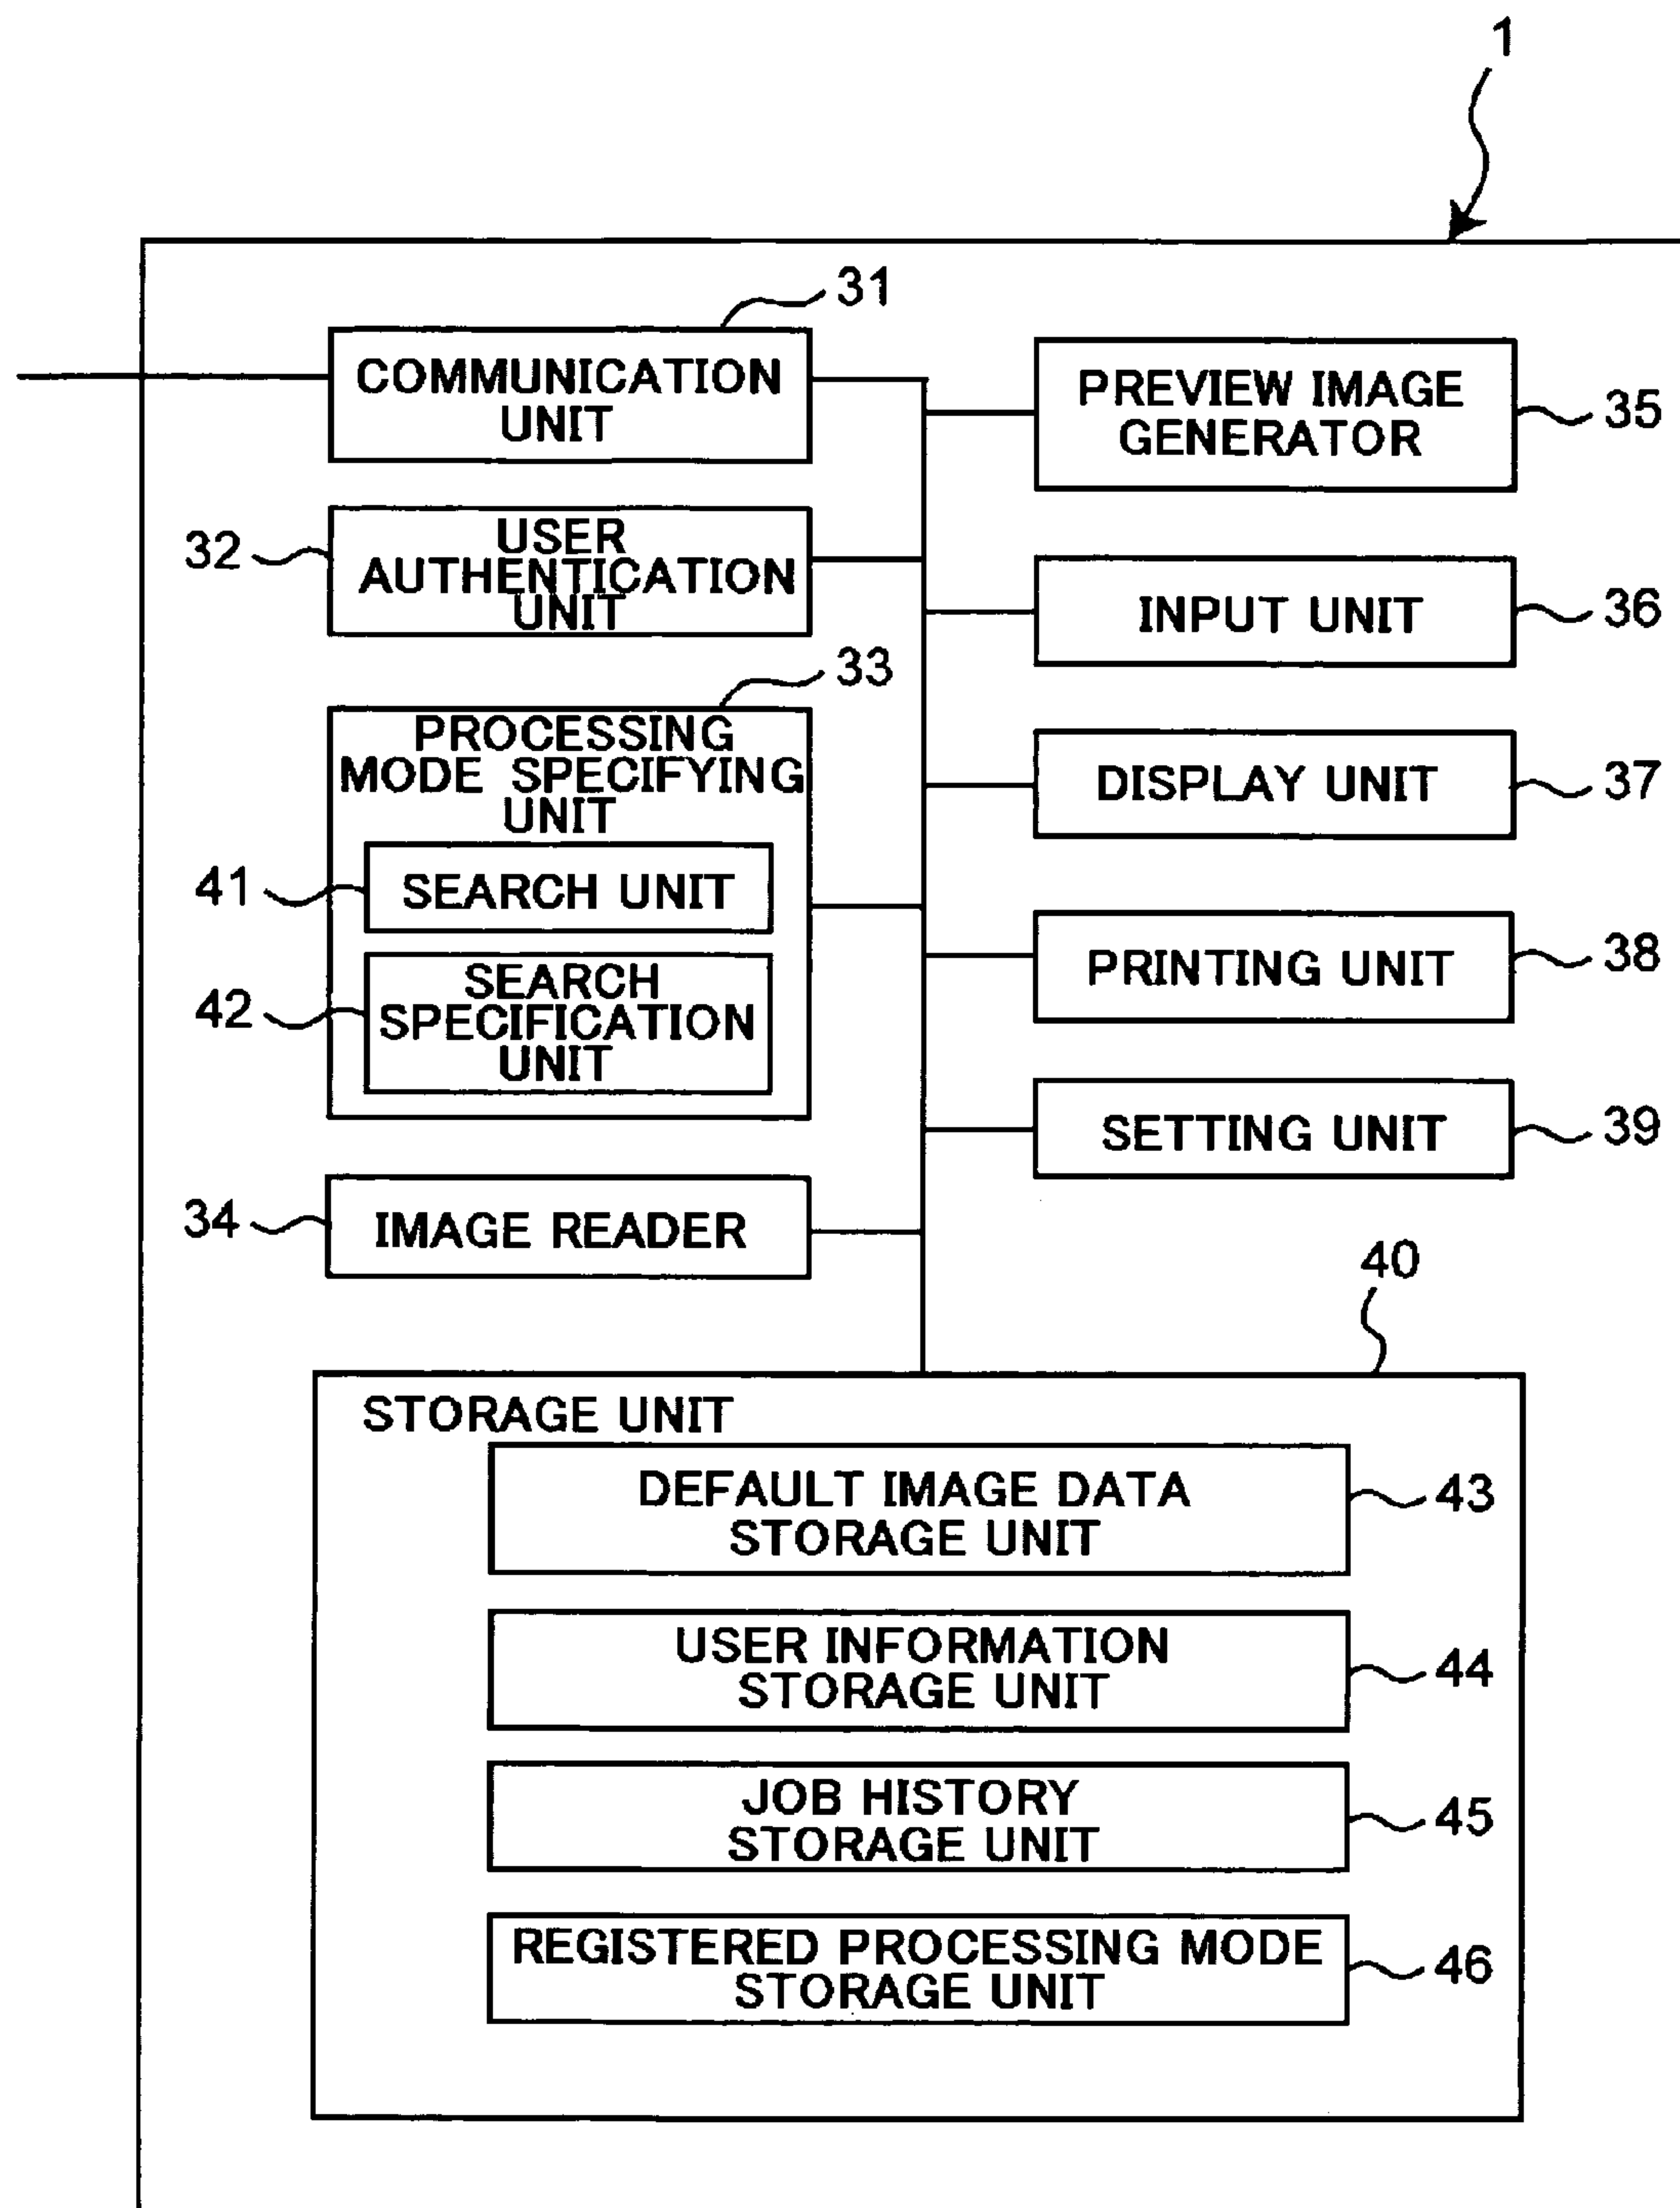 1
31
COMMUNICATION
UNIT
PREVIEW IMAGE
GENERATOR
35
32
USER
AUTHENTICATION
UNIT
INPUT UNIT
36
33
PROCESSING
MODE SPECIFYING
UNIT
DISPLAY UNIT
37
41
SEARCH UNIT
PRINTING UNIT
38
42
SEARCH
SPECIFICATION
UNIT
SETTING UNIT
39
34
IMAGE READER
40
STORAGE UNIT
DEFAULT IMAGE DATA
STORAGE UNIT
43
USER INFORMATION
STORAGE UNIT
44
JOB HISTORY
STORAGE UNIT
45
REGISTERED PROCESSING MODE
STORAGE UNIT
46